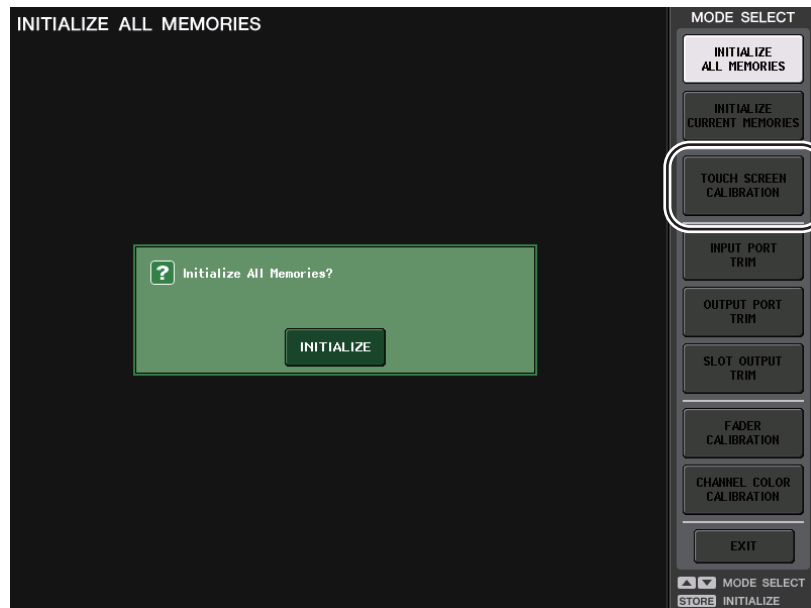 INITIALIZE ALL MEMORIES
? Initialize All Memories?
INITIALIZE
MODE SELECT
INITIALIZE
ALL MEMORIES
INITIALIZE
CURRENT MEMORIES
TOUCH SCREEN
CALIBRATION
INPUT PORT
TRIM
OUTPUT PORT
TRIM
SLOT OUTPUT
TRIM
FADER
CALIBRATION
CHANNEL COLOR
CALIBRATION
EXIT
▲ ▼ MODE SELECT
STORE INITIALIZE